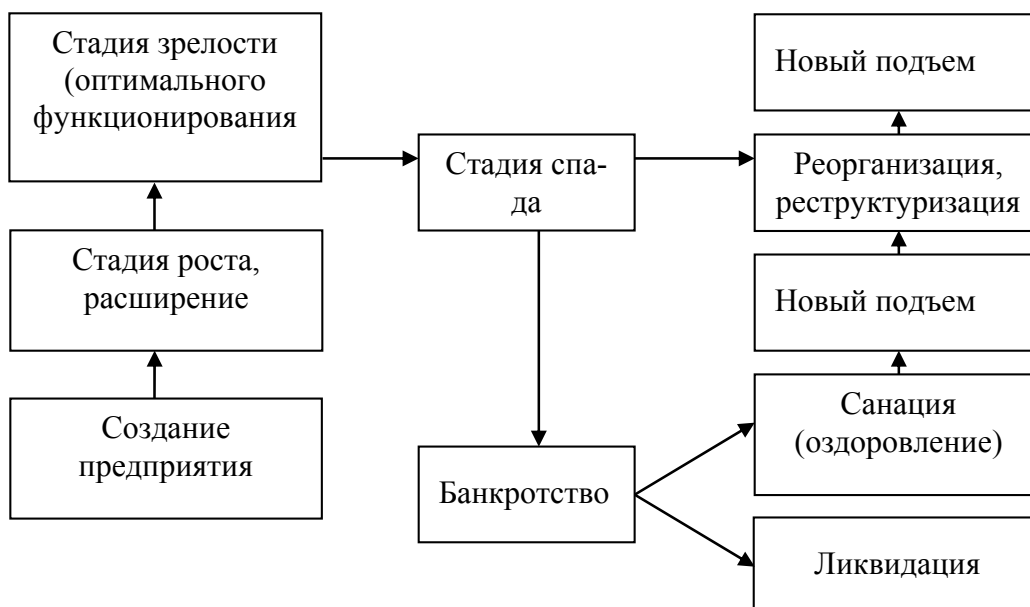 Стадия зрелости
(оптимального
функционирования
Стадия роста,
расширение
Создание
предприятия
Стадия спа-
да
Банкротство
Новый подъем
Реорганизация,
реструктуризация
Новый подъем
Санация
(оздоровление)
Ликвидация